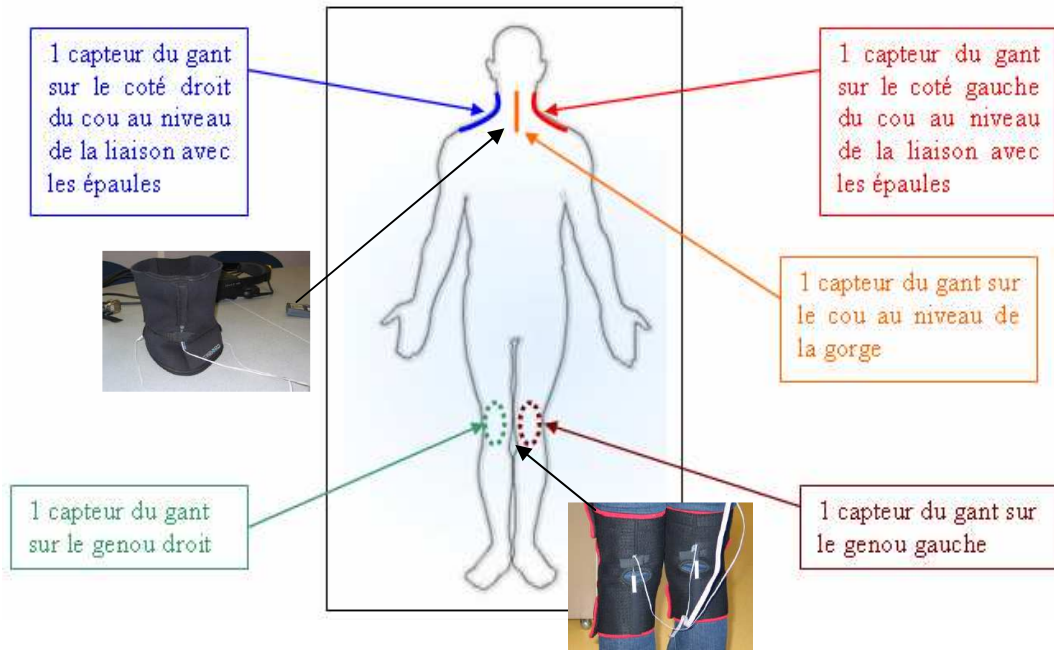 1 capteur du gant
sur le coté droit
du cou au niveau
de la liaison avec
les épaules
1 capteur du gant
sur le coté gauche
du cou au niveau
de la liaison avec
les épaules
1 capteur du gant sur
le cou au niveau de
la gorge
1 capteur du gant
sur le genou droit
1 capteur du gant sur
le genou gauche